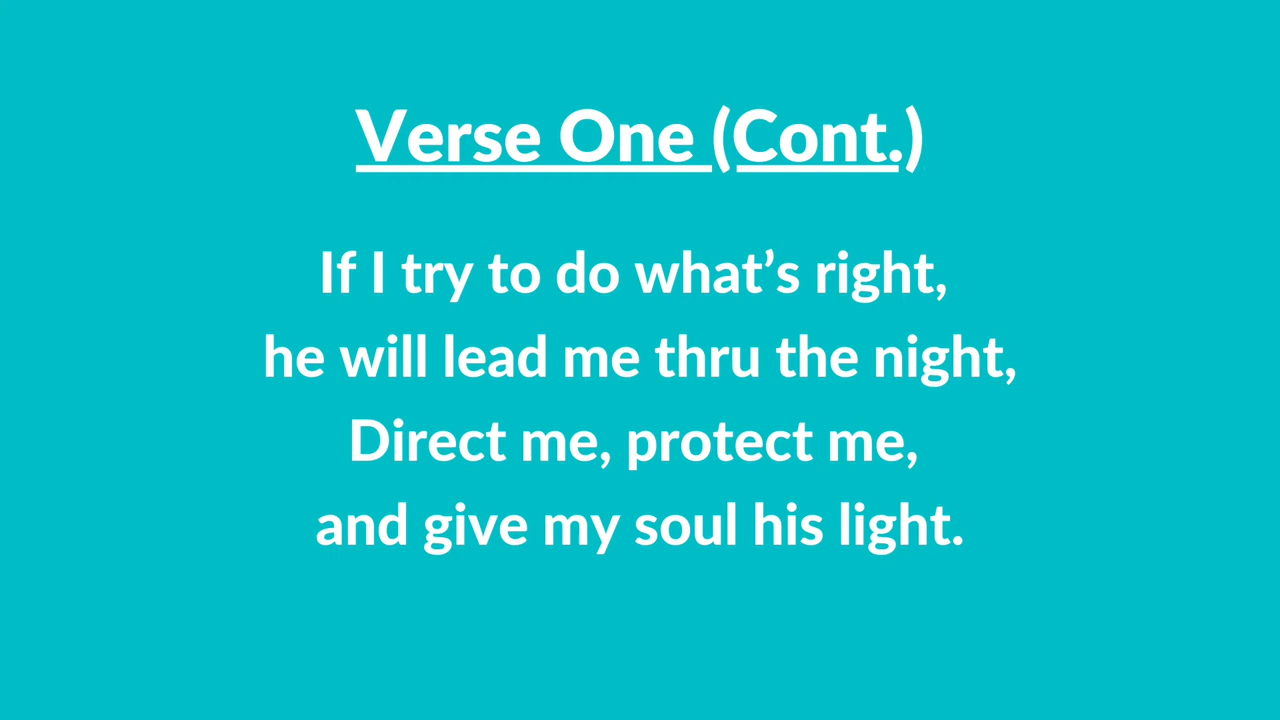 Verse One (Cont.)
If I try to do what’s right,
he will lead me thru the night,
Direct me, protect me,
and give my soul his light.